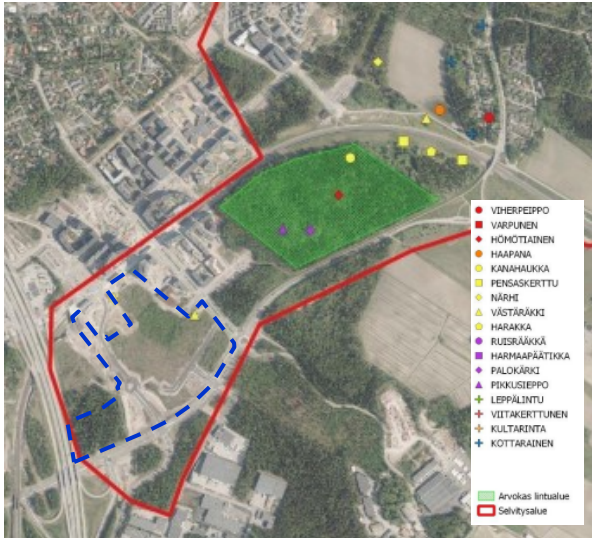 VIHERPEIPPO
VARPUNEN
HÖMÖTIAINEN
HAAPANA
KANAHAUKKA
PENSASKERTTU
NÄRHI
VÄSTÄRÄKKI
HARAKKA
RUISRÄÄKKÄ
HARMAAPÄÄTIKKA
PALOKÄRKI
PIKKUSIEPPO
LEPPÄLINTU
VIITAKERTTUNEN
KULTARINTA
KOTTARAINEN
Arvokas lintualue
Selvitysalue